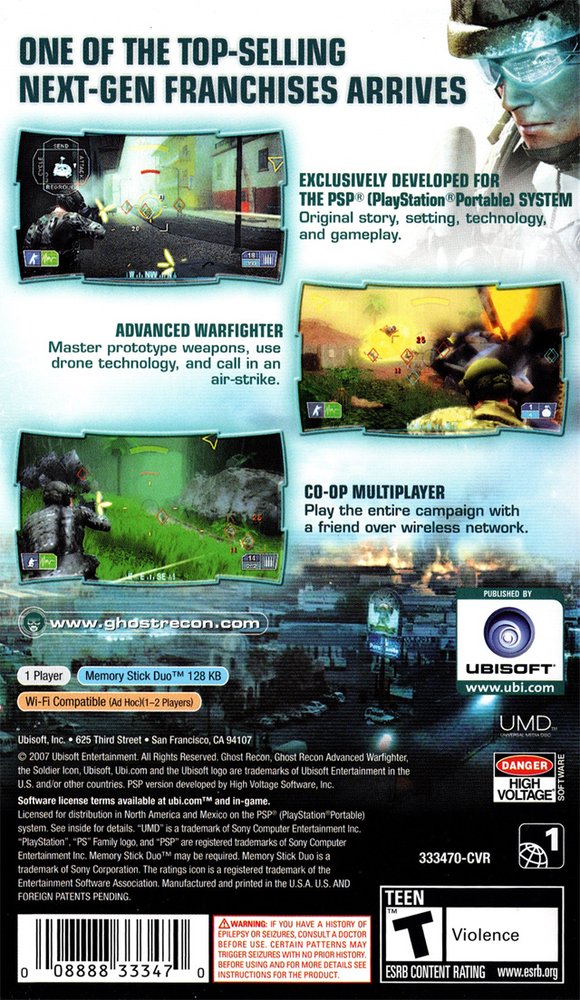 ONE OF THE TOP-SELLING
NEXT-GEN FRANCHISES ARRIVES
SEND
CYCLE
ATTACK
REGROUP
20
18
N NW
EXCLUSIVELY DEVELOPED FOR
THE PSP® (PlayStation®Portable) SYSTEM
Original story, setting, technology,
and gameplay.
ADVANCED WARFIGHTER
Master prototype weapons, use
drone technology, and call in an
air-strike.
CO-OP MULTIPLAYER
Play the entire campaign with
a friend over wireless network.
www.ghostrecon.com
PUBLISHED BY
UBISOFT
www.ubi.com
1 Player
Memory Stick Duo™ 128 KB
Wi-Fi Compatible (Ad Hoc)(1–2 Players)
UMD
UNIVERSAL MEDIA DISC
Ubisoft, Inc. • 625 Third Street • San Francisco, CA 94107
© 2007 Ubisoft Entertainment. All Rights Reserved. Ghost Recon, Ghost Recon Advanced Warfighter,
the Soldier Icon, Ubisoft, Ubi.com and the Ubisoft logo are trademarks of Ubisoft Entertainment in the
U.S. and/or other countries. PSP version developed by High Voltage Software, Inc.
Software license terms available at ubi.com™ and in-game.
Licensed for distribution in North America and Mexico on the PSP® (PlayStation®Portable)
system. See inside for details. “UMD” is a trademark of Sony Computer Entertainment Inc.
“PlayStation”, “PS” Family logo, and “PSP” are registered trademarks of Sony Computer
Entertainment Inc. Memory Stick Duo™ may be required. Memory Stick Duo is a
trademark of Sony Corporation. The ratings icon is a registered trademark of the
Entertainment Software Association. Manufactured and printed in the U.S.A. U.S. AND
FOREIGN PATENTS PENDING.
DANGER
HIGH
VOLTAGE
SOFTWARE
333470-CVR
1
TEEN
T
™
Violence
ESRB CONTENT RATING www.esrb.org
0 08888 33347 0
WARNING: IF YOU HAVE A HISTORY OF
EPILEPSY OR SEIZURES, CONSULT A DOCTOR
BEFORE USE. CERTAIN PATTERNS MAY
TRIGGER SEIZURES WITH NO PRIOR HISTORY.
BEFORE USING AND FOR MORE DETAILS SEE
INSTRUCTIONS FOR THE PRODUCT.